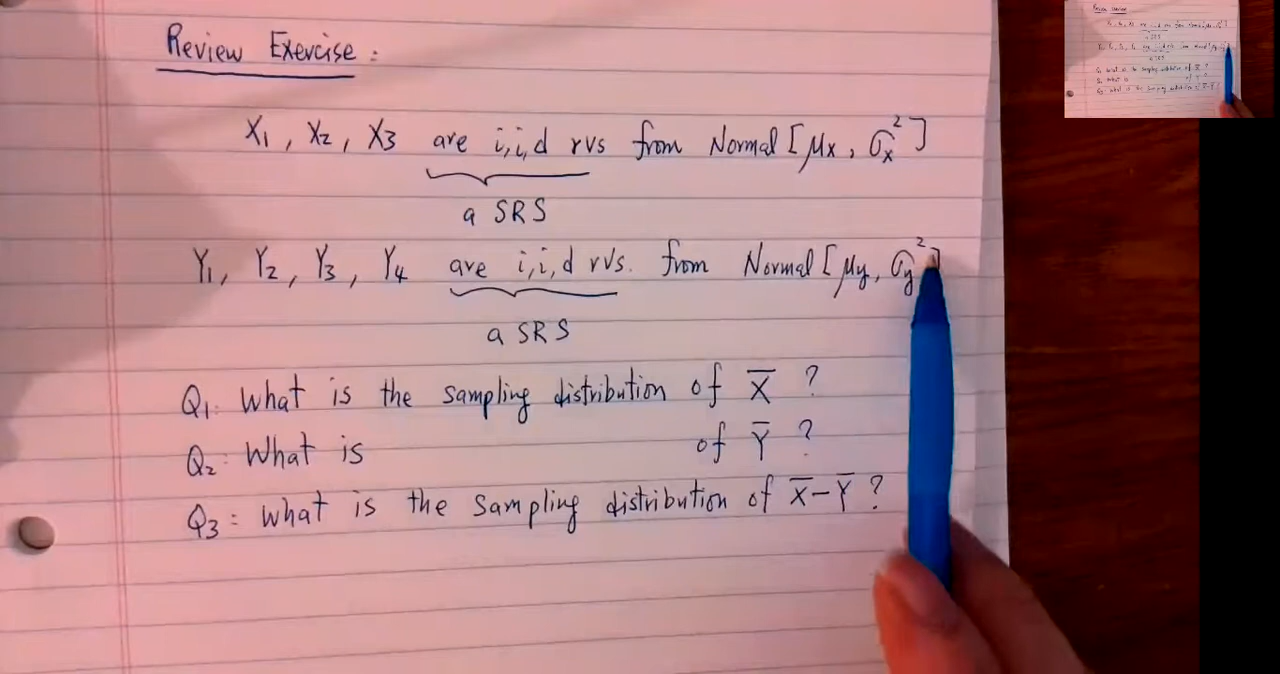 Review Exercise :
X1, X2, X3 are i,i,d rvs from Normal [μx, σx²]
a SRS
Y1, Y2, Y3, Y4 are i,i,d rvs. from Normal [μy, σy²]
a SRS
Q1: What is the sampling distribution of X̅ ?
Q2: What is of Y̅ ?
Q3: What is the sampling distribution of X̅-Y̅ ?